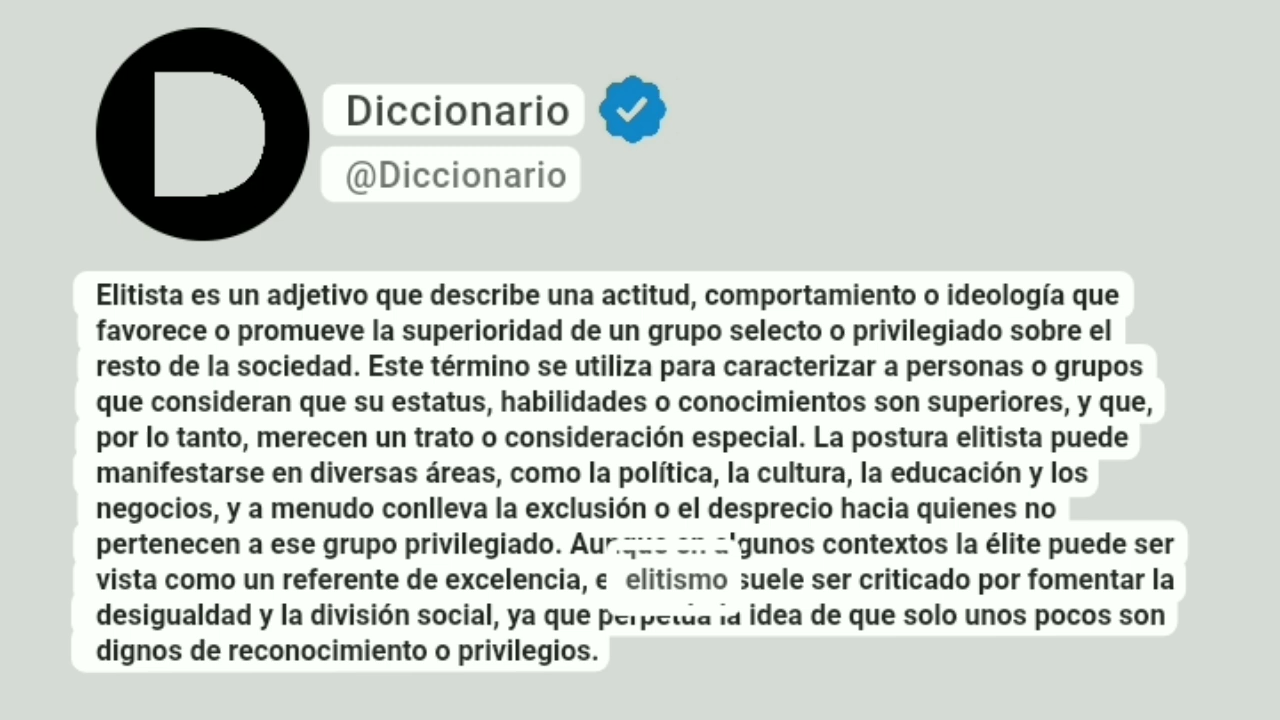 D
Diccionario
@Diccionario
Elitista es un adjetivo que describe una actitud, comportamiento o ideología que
favorece o promueve la superioridad de un grupo selecto o privilegiado sobre el
resto de la sociedad. Este término se utiliza para caracterizar a personas o grupos
que consideran que su estatus, habilidades o conocimientos son superiores, y que,
por lo tanto, merecen un trato o consideración especial. La postura elitista puede
manifestarse en diversas áreas, como la política, la cultura, la educación y los
negocios, y a menudo conlleva la exclusión o el desprecio hacia quienes no
pertenecen a ese grupo privilegiado. Aunque en algunos contextos la élite puede ser
vista como un referente de excelencia, e elitismo suele ser criticado por fomentar la
desigualdad y la división social, ya que perpetúa la idea de que solo unos pocos son
dignos de reconocimiento o privilegios.